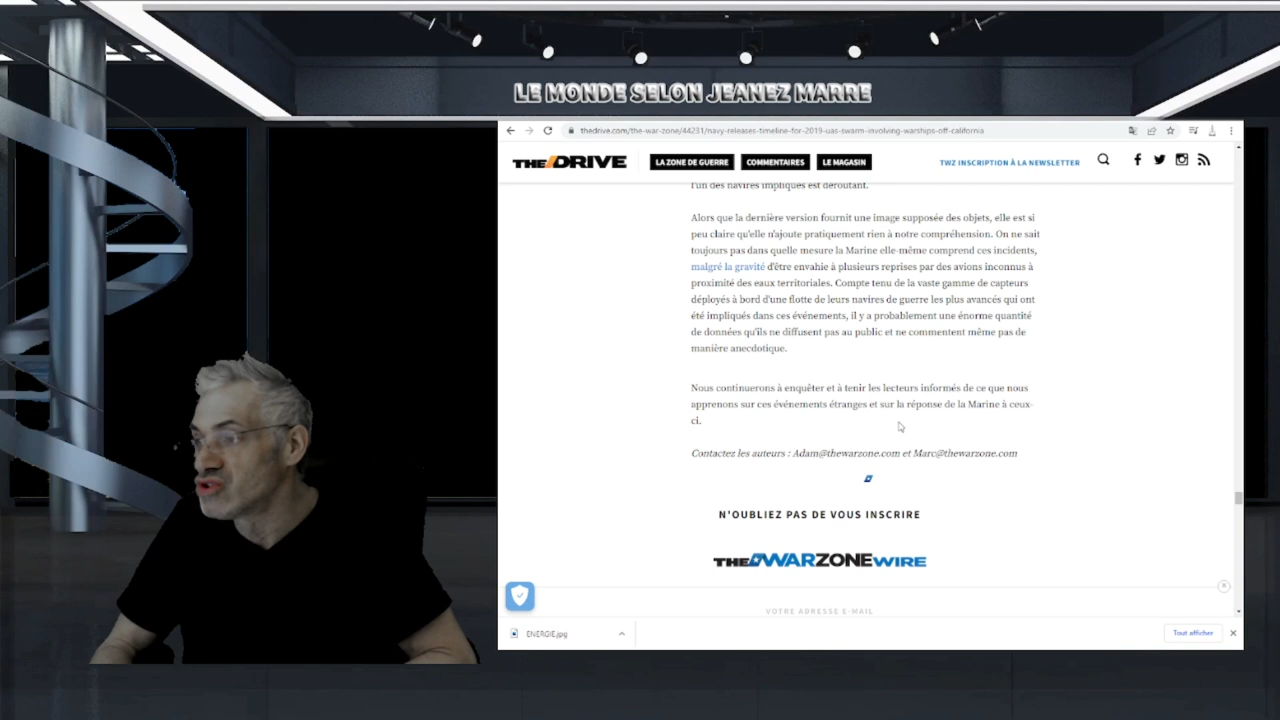 LE MONDE SELON JEANEZ MARRE
thedrive.com/the-war-zone/44231/navy-releases-timeline-for-2019-uas-swarm-involving-warships-off-california
THE DRIVE
LA ZONE DE GUERRE
COMMENTAIRES
LE MAGASIN
TWZ INSCRIPTION À LA NEWSLETTER
l'un des navires impliqués est déroutant.
Alors que la dernière version fournit une image supposée des objets, elle est si
peu claire qu'elle n'ajoute pratiquement rien à notre compréhension. On ne sait
toujours pas dans quelle mesure la Marine elle-même comprend ces incidents,
malgré la gravité d'être envahie à plusieurs reprises par des avions inconnus à
proximité des eaux territoriales. Compte tenu de la vaste gamme de capteurs
déployés à bord d'une flotte de leurs navires de guerre les plus avancés qui ont
été impliqués dans ces événements, il y a probablement une énorme quantité
de données qu'ils ne diffusent pas au public et ne commentent même pas de
manière anecdotique.
Nous continuerons à enquêter et à tenir les lecteurs informés de ce que nous
apprenons sur ces événements étranges et sur la réponse de la Marine à ceux-
ci.
Contactez les auteurs : Adam@thewarzone.com et Marc@thewarzone.com
N'OUBLIEZ PAS DE VOUS INSCRIRE
THE WARZONE WIRE
VOTRE ADRESSE E-MAIL
ENERGIE.jpg
Tout afficher